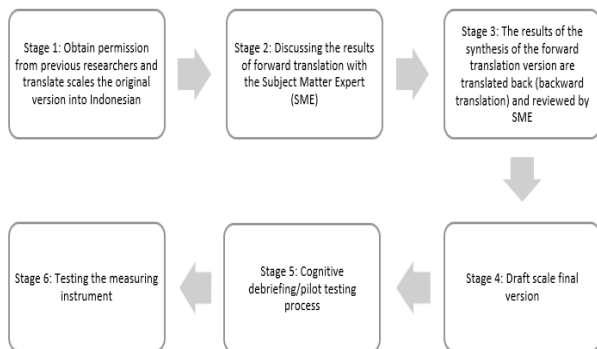 Stage 1: Obtain permission
from previous researchers and
translate scales the original
version into Indonesian
Stage 2: Discussing the results
of forward translation with
the Subject Matter Expert
(SME)
Stage 3: The results of the
synthesis of the forward
translation version are
translated back (backward
translation) and reviewed by
SME
Stage 4: Draft scale final
version
Stage 5: Cognitive
debriefing/pilot testing
process
Stage 6: Testing the measuring
instrument